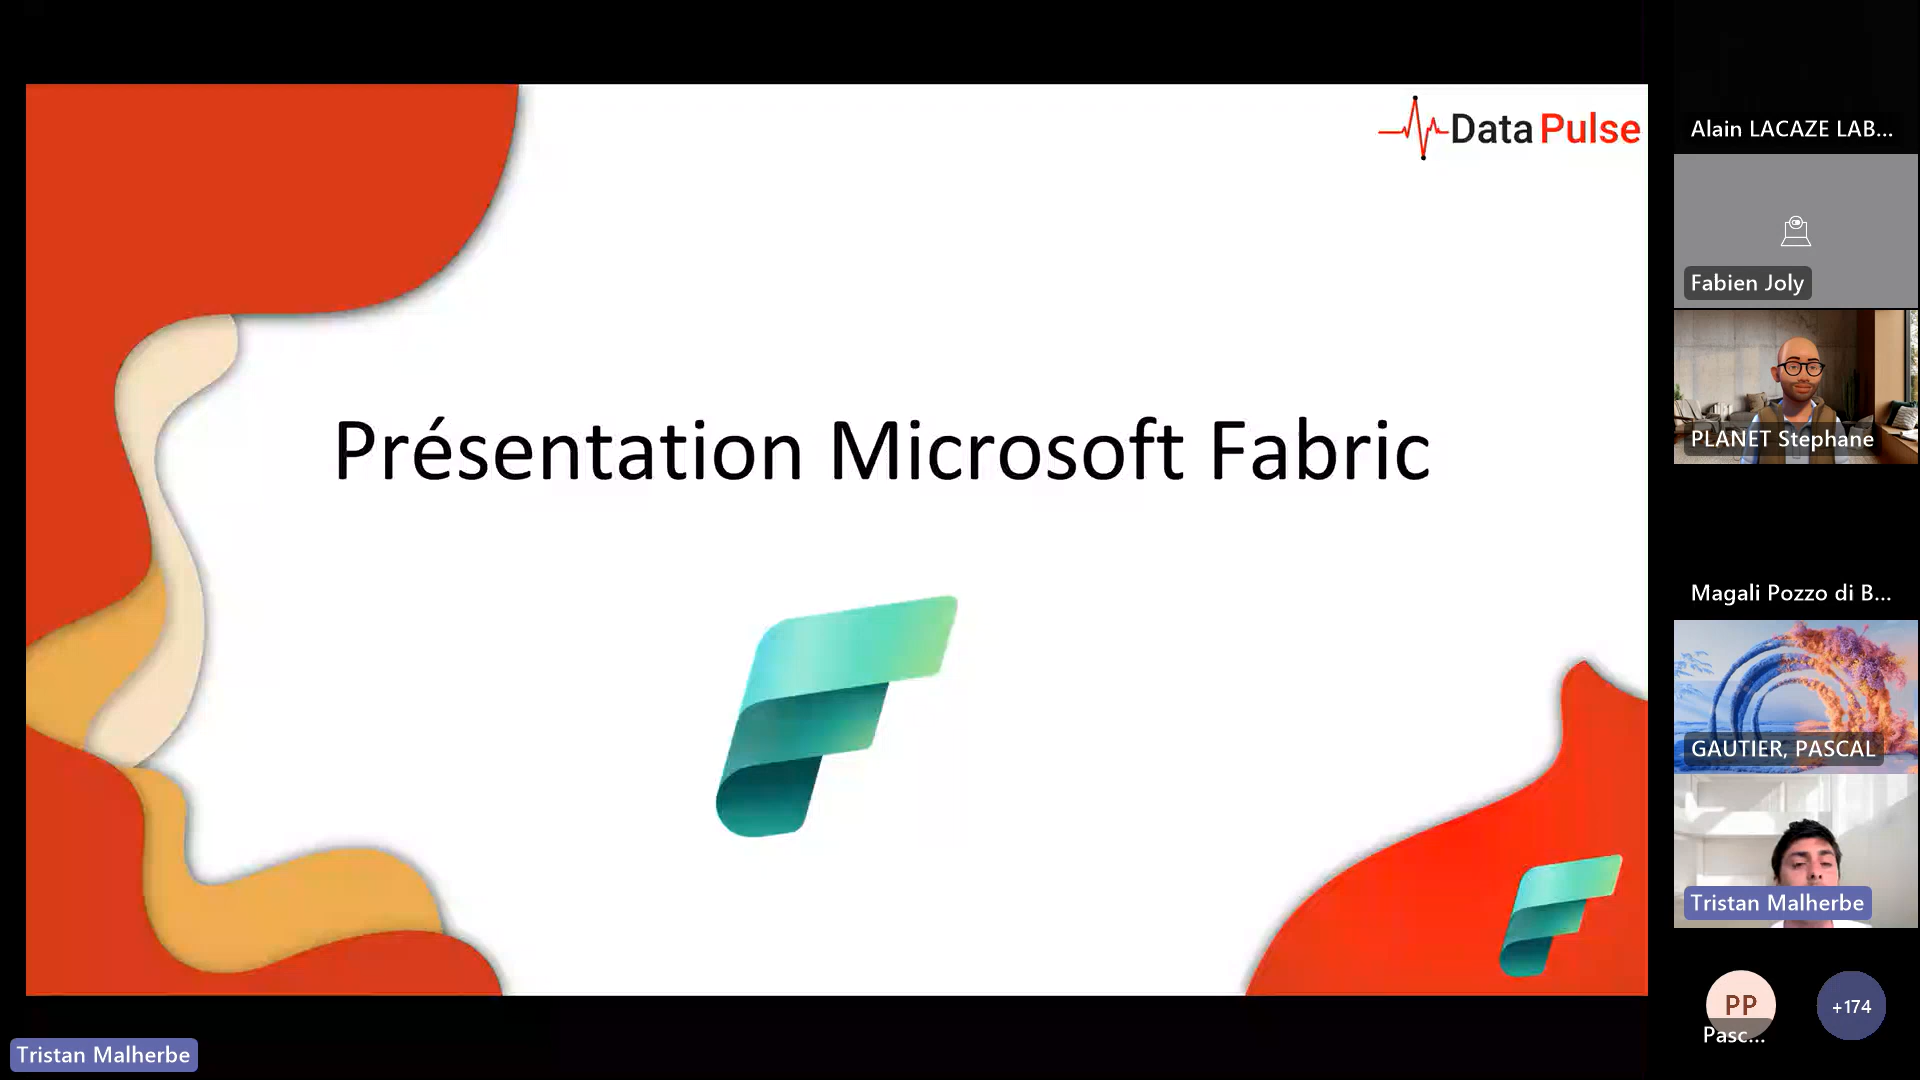 Data Pulse
Présentation Microsoft Fabric
Alain LACAZE LAB...
Fabien Joly
PLANET Stephane
Magali Pozzo di B...
GAUTIER, PASCAL
Tristan Malherbe
PP
Pasc...
+174
Tristan Malherbe